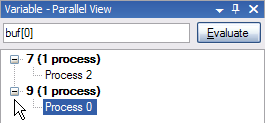 Variable - Parallel View
buf[0] Evaluate
7 (1 process)
Process 2
9 (1 process)
Process 0